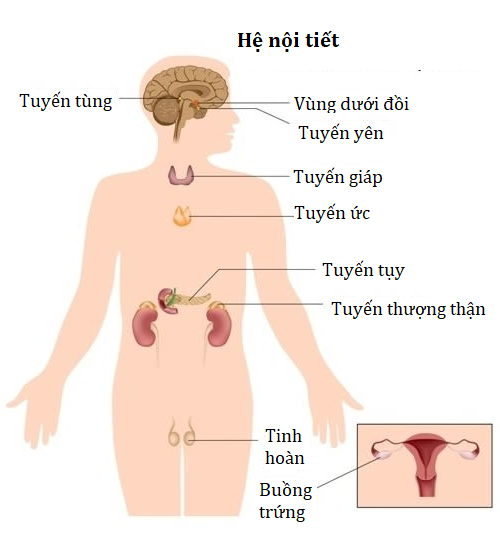 Hệ nội tiết
Tuyến tùng
Vùng dưới đồi
Tuyến yên
Tuyến giáp
Tuyến ức
Tuyến tụy
Tuyến thượng thận
Tinh
hoàn
Buồng
trứng